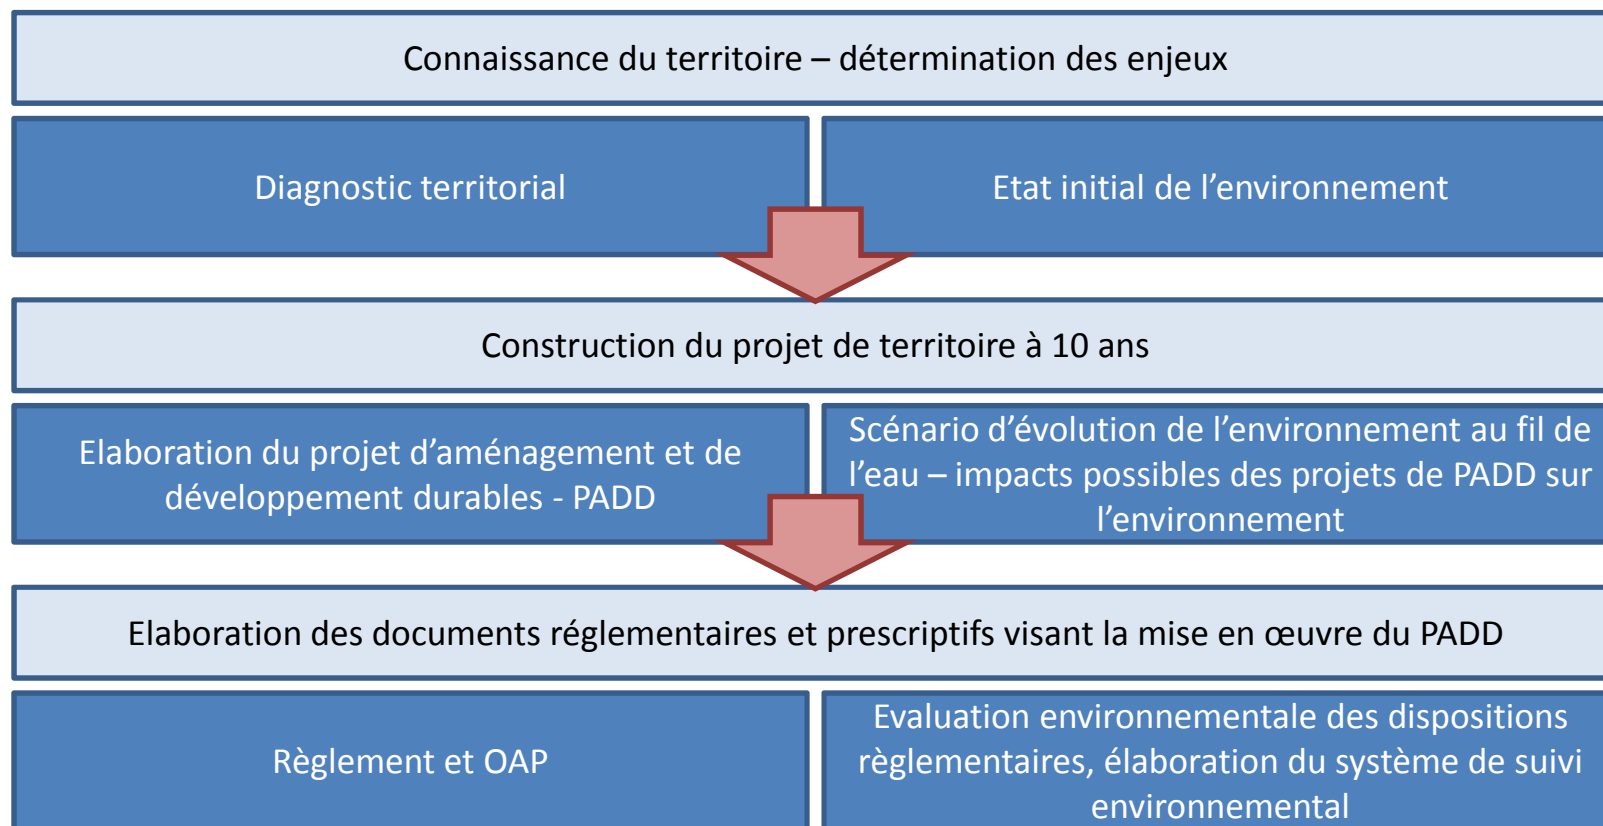 Connaissance du territoire – détermination des enjeux
Diagnostic territorial
Etat initial de l’environnement
Construction du projet de territoire à 10 ans
Elaboration du projet d’aménagement et de
développement durables - PADD
Scénario d’évolution de l’environnement au fil de
l’eau – impacts possibles des projets de PADD sur
l’environnement
Elaboration des documents réglementaires et prescriptifs visant la mise en œuvre du PADD
Règlement et OAP
Evaluation environnementale des dispositions
règlementaires, élaboration du système de suivi
environnemental